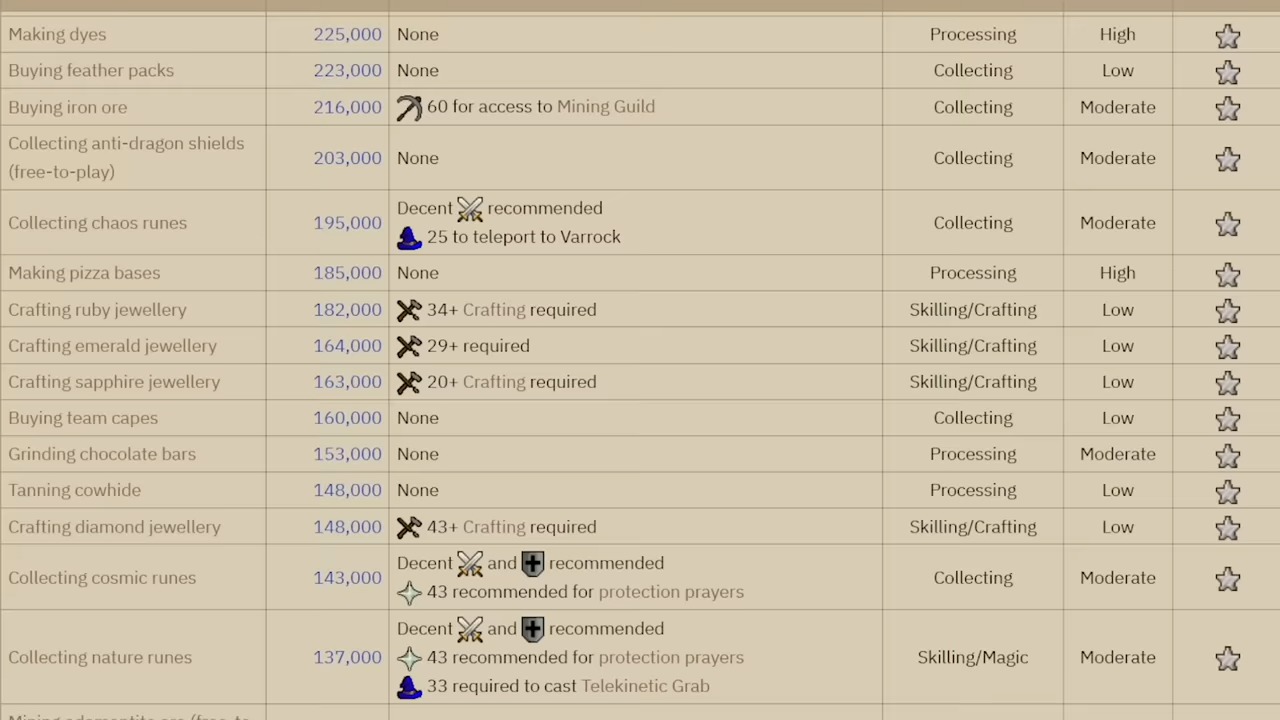 Making dyes 225,000 None Processing High
Buying feather packs 223,000 None Collecting Low
Buying iron ore 216,000 60 for access to Mining Guild Collecting Moderate
Collecting anti-dragon shields
(free-to-play) 203,000 None Collecting Moderate
Collecting chaos runes 195,000 Decent recommended
25 to teleport to Varrock Collecting Moderate
Making pizza bases 185,000 None Processing High
Crafting ruby jewellery 182,000 34+ Crafting required Skilling/Crafting Low
Crafting emerald jewellery 164,000 29+ required Skilling/Crafting Low
Crafting sapphire jewellery 163,000 20+ Crafting required Skilling/Crafting Low
Buying team capes 160,000 None Collecting Low
Grinding chocolate bars 153,000 None Processing Moderate
Tanning cowhide 148,000 None Processing Low
Crafting diamond jewellery 148,000 43+ Crafting required Skilling/Crafting Low
Collecting cosmic runes 143,000 Decent and recommended
43 recommended for protection prayers Collecting Moderate
Collecting nature runes 137,000 Decent and recommended
43 recommended for protection prayers
33 required to cast Telekinetic Grab Skilling/Magic Moderate